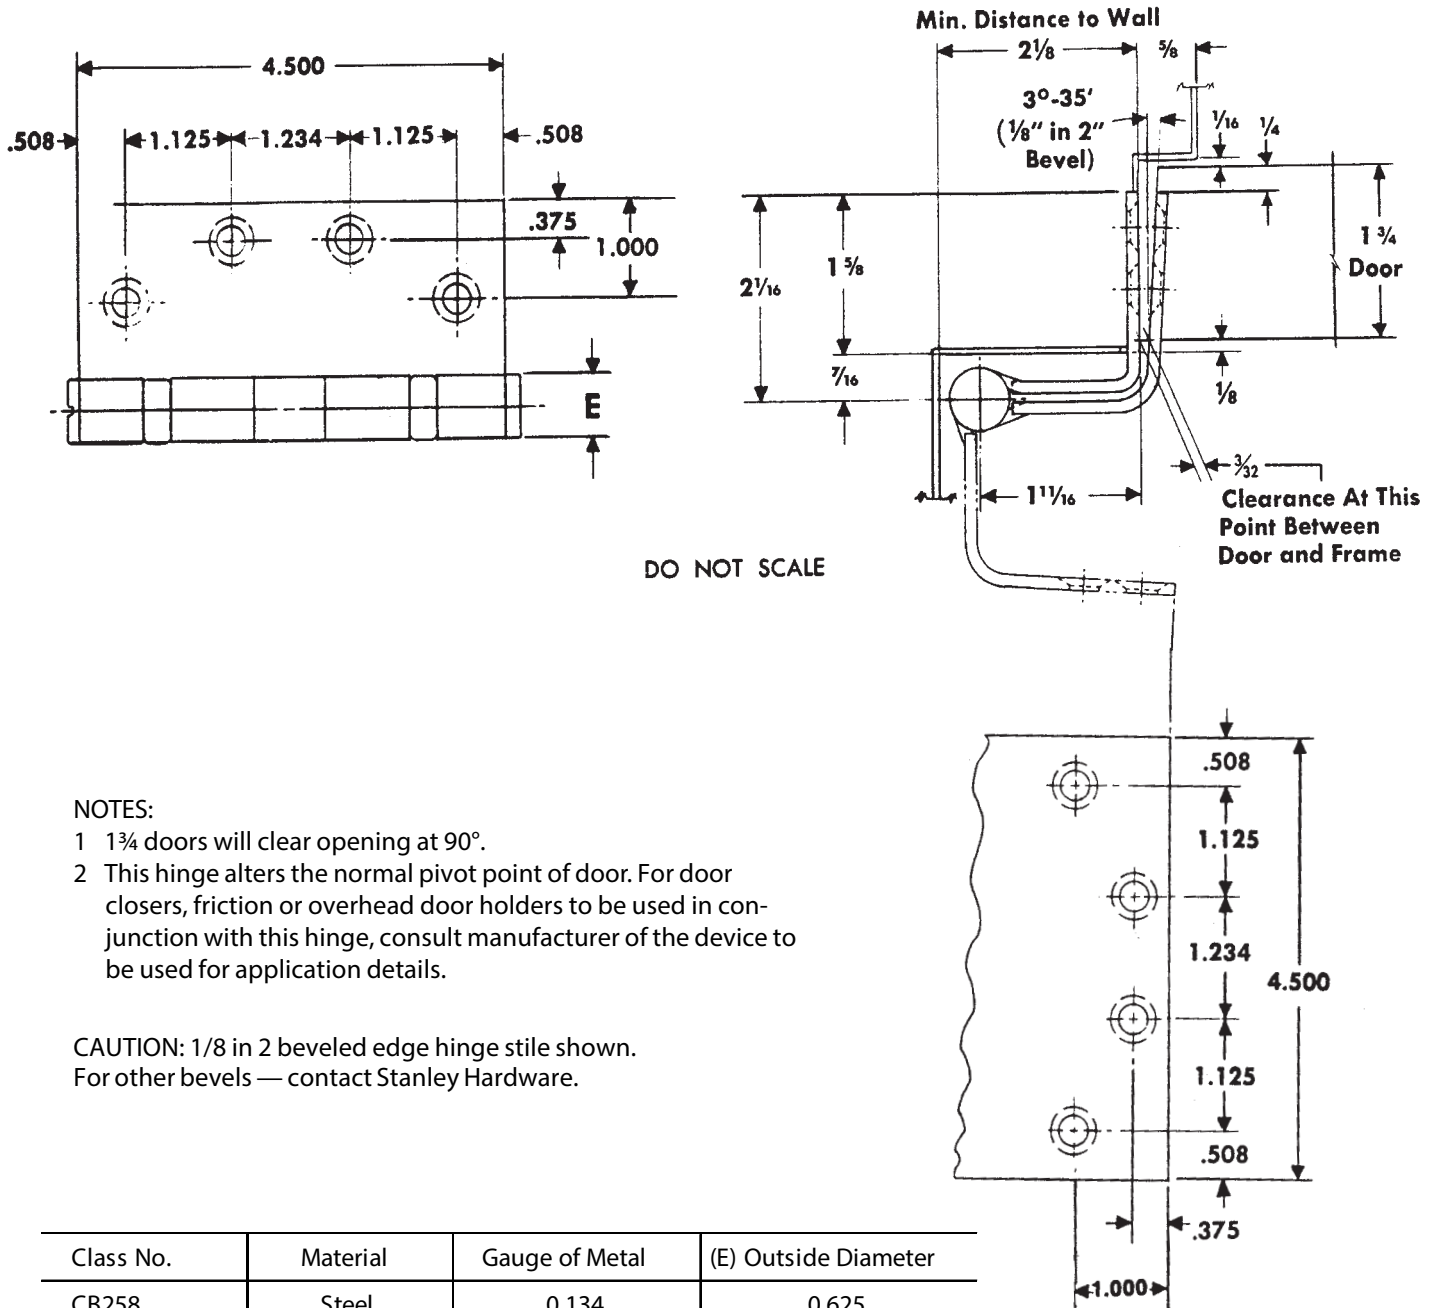 Min. Distance to Wall
2⅛
⅝
4.500
3°-35′
(⅛″ in 2″
Bevel)
1/16
¼
.508
1.125
1.234
1.125
.508
.375
1.000
1 ¾
Door
2 1/16
1 ⅝
7/16
⅛
E
3/32
1 11/16
Clearance At This
Point Between
Door and Frame
DO NOT SCALE
.508
1.125
1.234
4.500
1.125
.508
.375
1.000
NOTES:
1 1¾ doors will clear opening at 90°.
2 This hinge alters the normal pivot point of door. For door
closers, friction or overhead door holders to be used in con-
junction with this hinge, consult manufacturer of the device to
be used for application details.
CAUTION: 1/8 in 2 beveled edge hinge stile shown.
For other bevels — contact Stanley Hardware.
Class No. Material Gauge of Metal (E) Outside Diameter
CB258 Steel 0.134 0.625